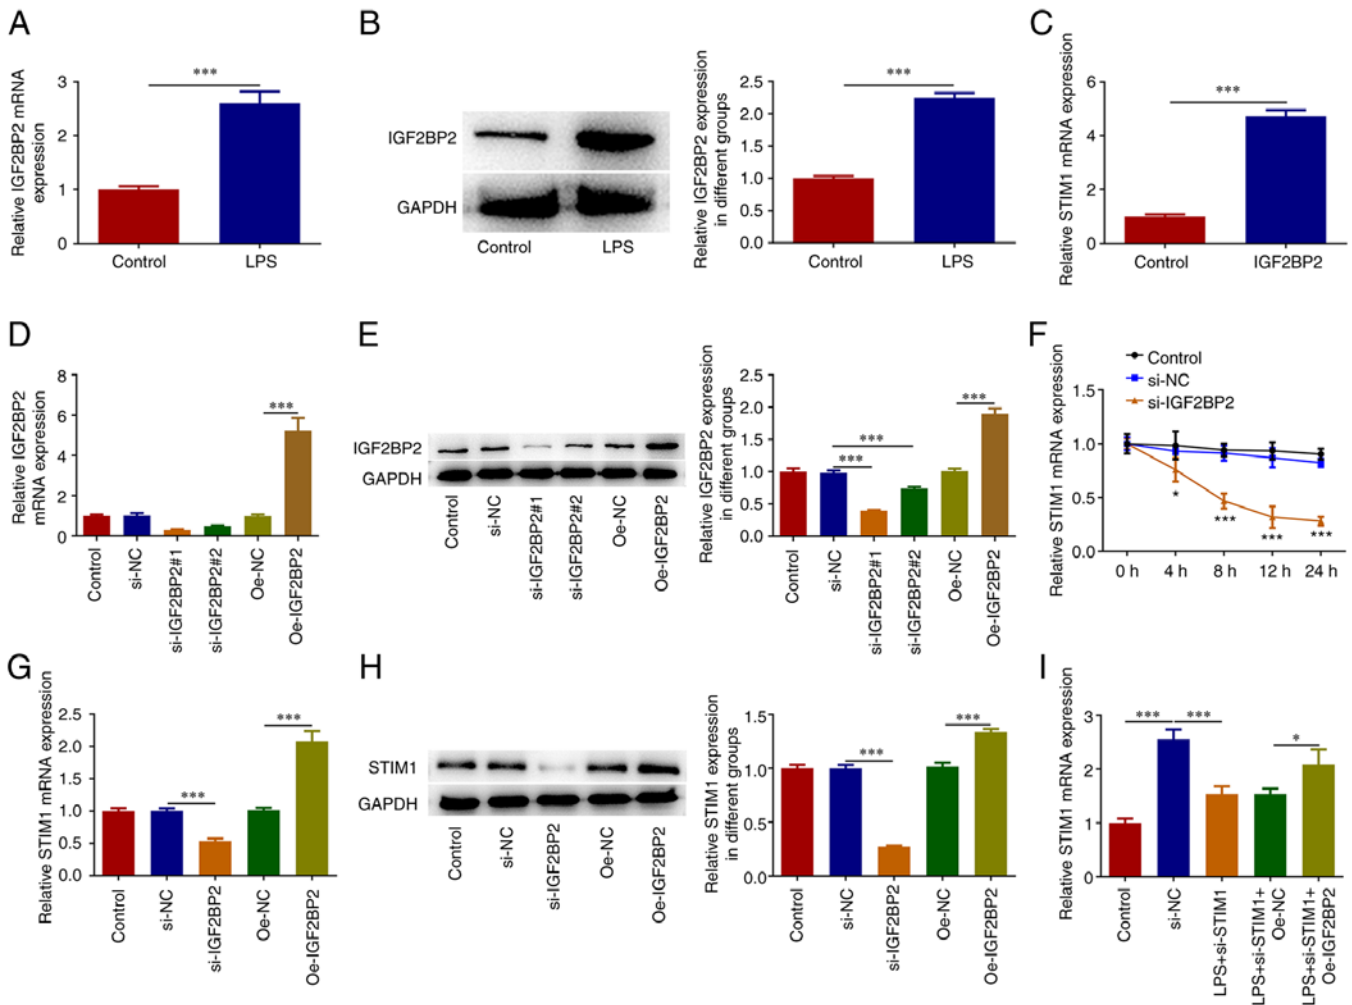 A
Relative IGF2BP2 mRNA
expression
3
2
1
0
***
Control
LPS
B
IGF2BP2
GAPDH
Control
LPS
Relative IGF2BP2 expression
in different groups
2.5
2.0
1.5
1.0
0.5
0.0
***
Control
LPS
C
Relative STIM1 mRNA expression
6
4
2
0
***
Control
IGF2BP2
D
Relative IGF2BP2
mRNA expression
8
6
4
2
0
***
Control
si-NC
si-IGF2BP2#1
si-IGF2BP2#2
Oe-NC
Oe-IGF2BP2
E
IGF2BP2
GAPDH
Control
si-NC
si-IGF2BP2#1
si-IGF2BP2#2
Oe-NC
Oe-IGF2BP2
Relative IGF2BP2 expression
in different groups
2.5
2.0
1.5
1.0
0.5
0.0
***
***
***
Control
si-NC
si-IGF2BP2#1
si-IGF2BP2#2
Oe-NC
Oe-IGF2BP2
F
Relative STIM1 mRNA expression
Control
si-NC
si-IGF2BP2
1.5
1.0
0.5
0.0
*
***
***
***
0 h
4 h
8 h
12 h
24 h
G
Relative STIM1 mRNA expression
2.5
2.0
1.5
1.0
0.5
0.0
***
***
Control
si-NC
si-IGF2BP2
Oe-NC
Oe-IGF2BP2
H
STIM1
GAPDH
Control
si-NC
si-IGF2BP2
Oe-NC
Oe-IGF2BP2
Relative STIM1 expression
in different groups
1.5
1.0
0.5
0.0
***
***
Control
si-NC
si-IGF2BP2
Oe-NC
Oe-IGF2BP2
I
Relative STIM1 mRNA expression
3
2
1
0
***
***
*
Control
si-NC
LPS+si-STIM1
LPS+si-STIM1+
Oe-NC
LPS+si-STIM1+
Oe-IGF2BP2